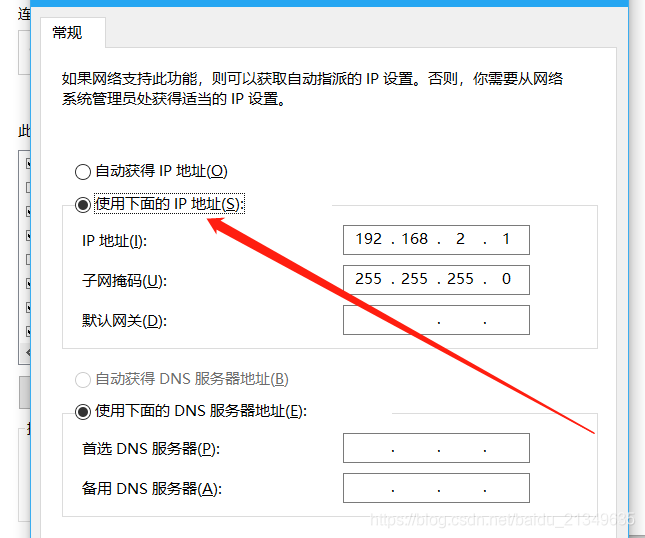 连
常规
如果网络支持此功能，则可以获取自动指派的 IP 设置。否则，你需要从网络
系统管理员处获得适当的 IP 设置。
此
自动获得 IP 地址(O)
使用下面的 IP 地址(S):
IP 地址(I): 192 . 168 . 2 . 1
子网掩码(U): 255 . 255 . 255 . 0
默认网关(D): . .
自动获得 DNS 服务器地址(B)
使用下面的 DNS 服务器地址(E):
首选 DNS 服务器(P): . . .
备用 DNS 服务器(A): . . .
https://blog.csdn.net/baidu_21349635